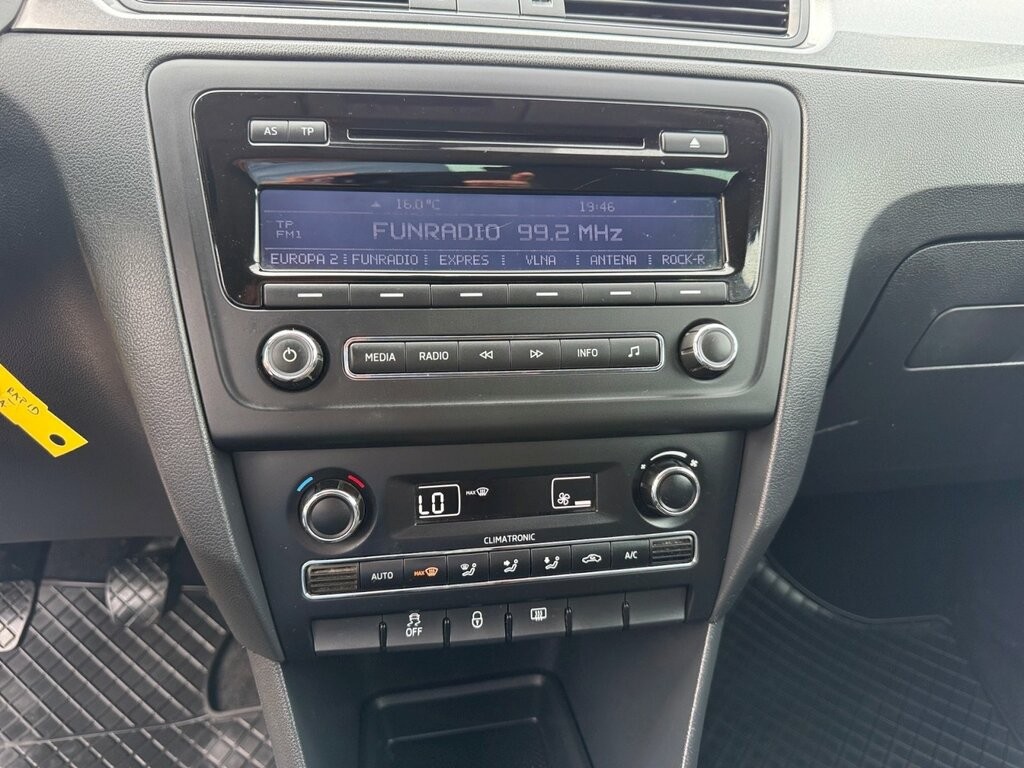 AS TP
16.0°C 19:46
TP
FM1
FUNRADIO 99.2 MHz
EUROPA 2 FUNRADIO EXPRES VLNA ANTENA ROCK-R
MEDIA RADIO INFO
RAPID
LO MAX
CLIMATRONIC
AUTO MAX A/C
OFF